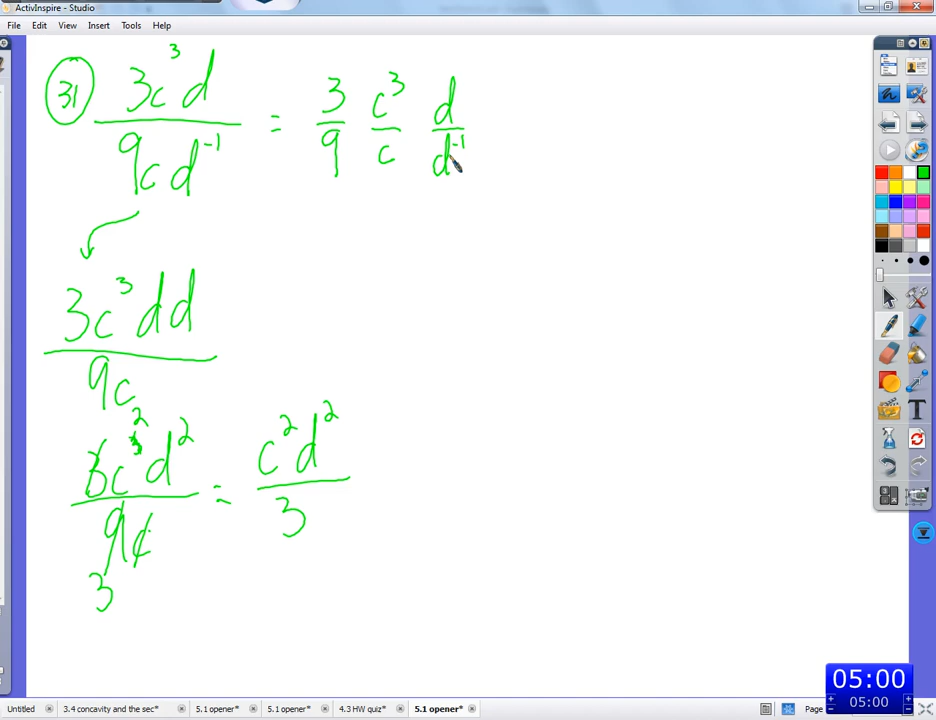 ActivInspire - Studio
File Edit View Insert Tools Help
31 3c³d / 9cd⁻¹ = 3/9 c³/c d/d⁻¹
3c³dd / 9c
2
3c³d² / 9c = c²d² / 3
3
05:00
05:00
Untitled 3.4 concavity and the sec* 5.1 opener* 5.1 opener* 4.3 HW quiz* 5.1 opener* Page